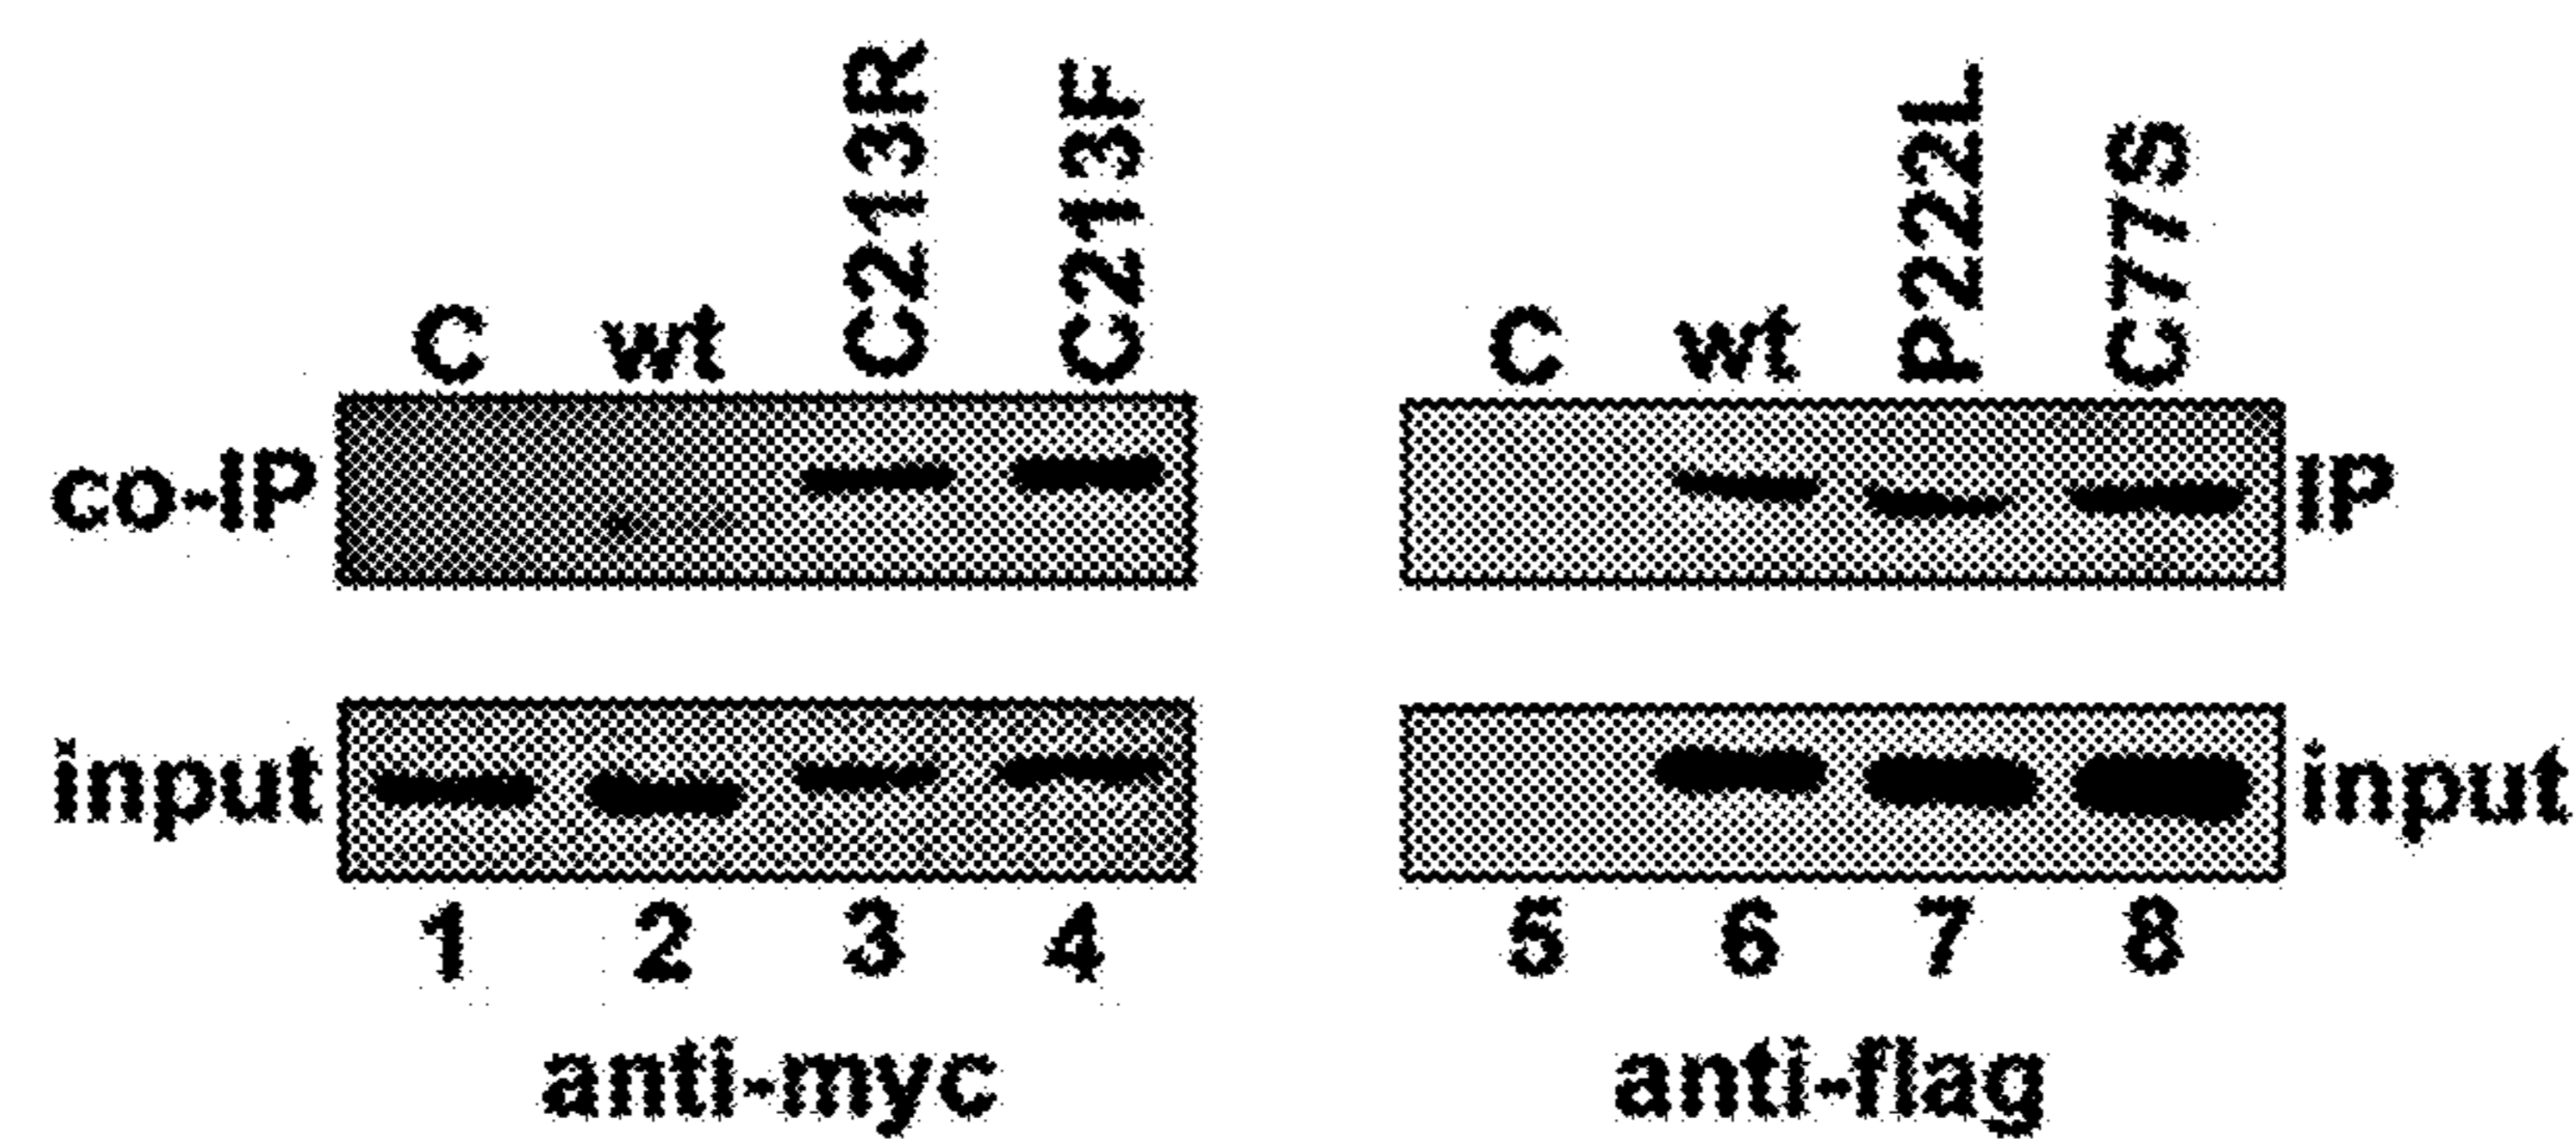 C wt C213R C213F C wt P222L C77S
co-IP IP
input input
1 2 3 4 5 6 7 8
anti-myc anti-flag